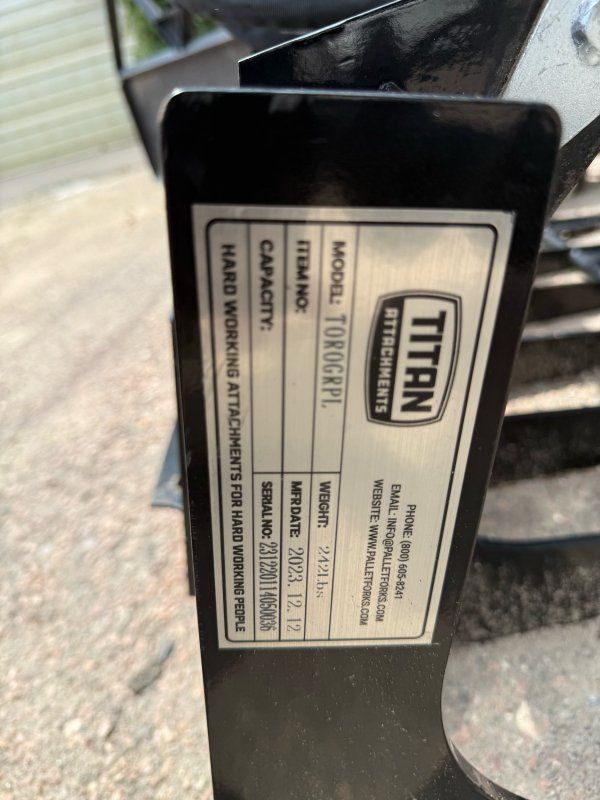 TITAN
ATTACHMENTS
PHONE: (800) 605-8241
EMAIL: INFO@PALLETFORKS.COM
WEBSITE: WWW.PALLETFORKS.COM
MODEL: TOROGRPL
WEIGHT: 242Lbs
ITEM NO:
MFR DATE: 2023.12.12
CAPACITY:
SERIAL NO: 231220114050036
HARD WORKING ATTACHMENTS FOR HARD WORKING PEOPLE